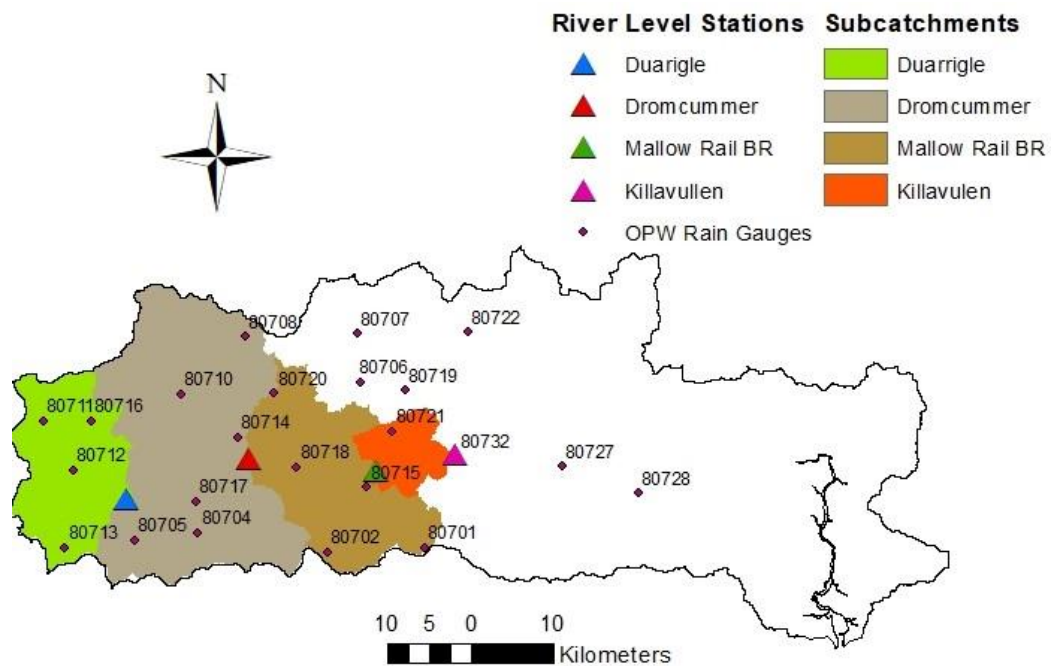 River Level Stations Subcatchments
Duarigle Duarrigle
Dromcummer Dromcummer
Mallow Rail BR Mallow Rail BR
Killavullen Killavulen
OPW Rain Gauges
N
80708 80707 80722
80710 80720 80706 80719
80711 80716 80714 80721
80712 80718 80715 80732 80727
80717 80728
80713 80705 80704 80702 80701
10 5 0 10
Kilometers